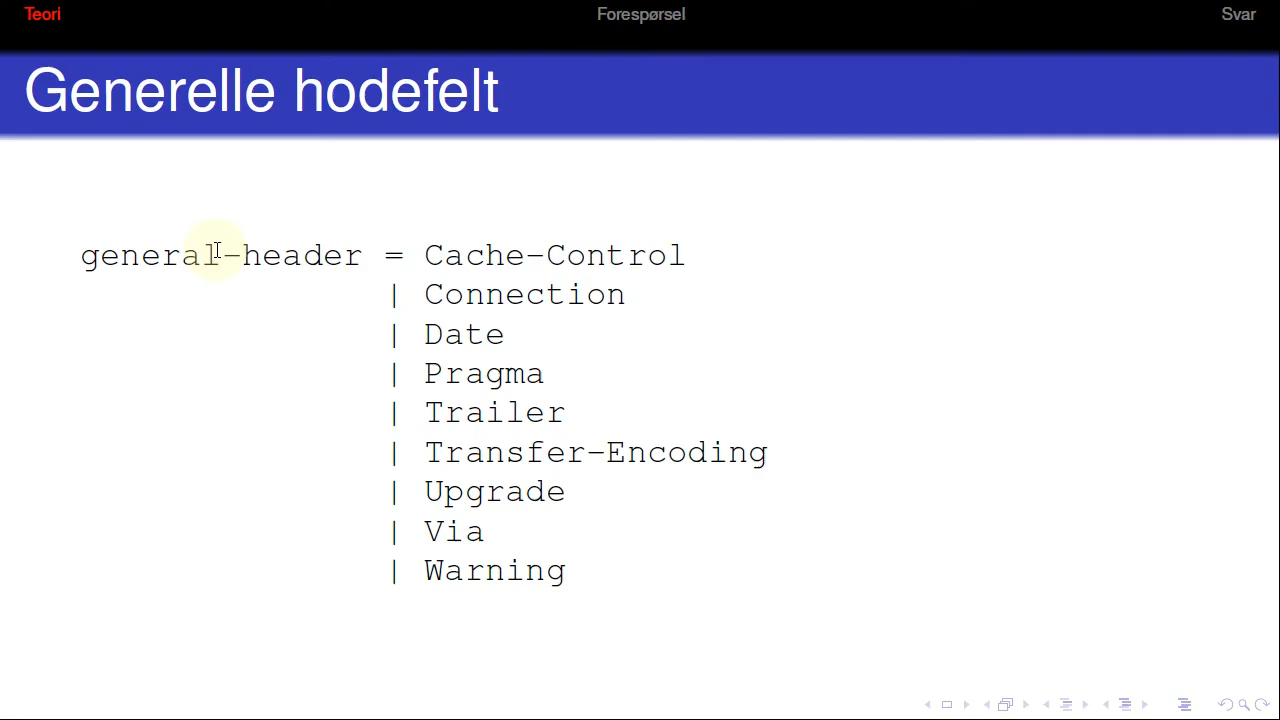 Teori Forespørsel Svar
Generelle hodefelt
general-header = Cache-Control
| Connection
| Date
| Pragma
| Trailer
| Transfer-Encoding
| Upgrade
| Via
| Warning